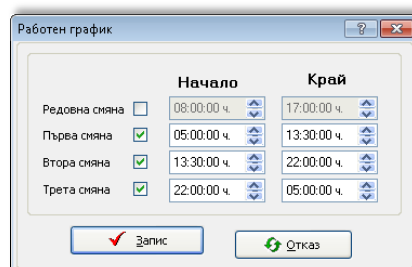 Работен график
Начало Край
Редовна смяна 08:00:00 ч. 17:00:00 ч.
Първа смяна 05:00:00 ч. 13:30:00 ч.
Втора смяна 13:30:00 ч. 22:00:00 ч.
Трета смяна 22:00:00 ч. 05:00:00 ч.
Запис Отказ